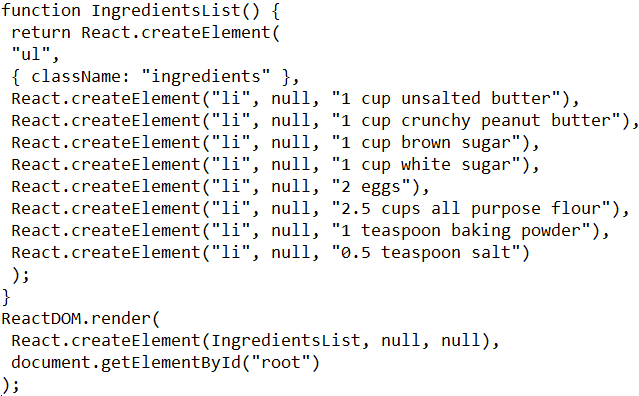 function IngredientsList() {
return React.createElement(
"ul",
{ className: "ingredients" },
React.createElement("li", null, "1 cup unsalted butter"),
React.createElement("li", null, "1 cup crunchy peanut butter"),
React.createElement("li", null, "1 cup brown sugar"),
React.createElement("li", null, "1 cup white sugar"),
React.createElement("li", null, "2 eggs"),
React.createElement("li", null, "2.5 cups all purpose flour"),
React.createElement("li", null, "1 teaspoon baking powder"),
React.createElement("li", null, "0.5 teaspoon salt")
);
}
ReactDOM.render(
React.createElement(IngredientsList, null, null),
document.getElementById("root")
);